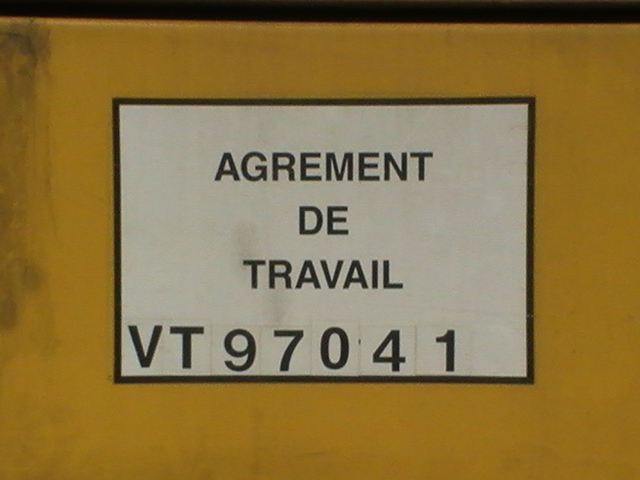 AGREMENT
DE
TRAVAIL
VT 97041